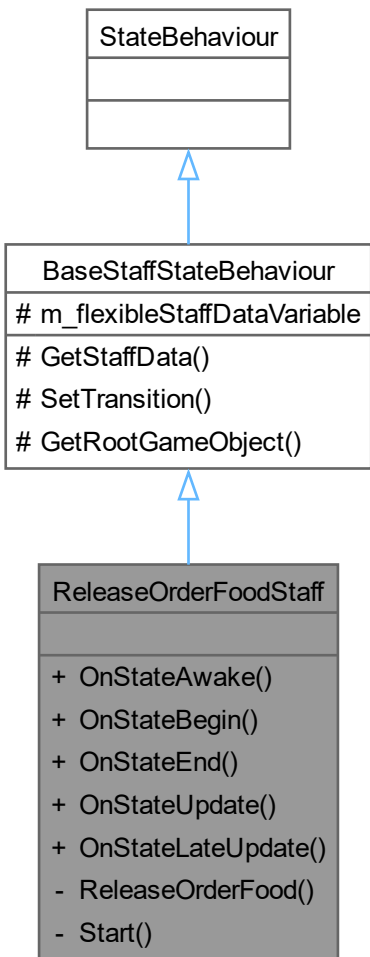 StateBehaviour
BaseStaffStateBehaviour
# m_flexibleStaffDataVariable
# GetStaffData()
# SetTransition()
# GetRootGameObject()
ReleaseOrderFoodStaff
+ OnStateAwake()
+ OnStateBegin()
+ OnStateEnd()
+ OnStateUpdate()
+ OnStateLateUpdate()
- ReleaseOrderFood()
- Start()